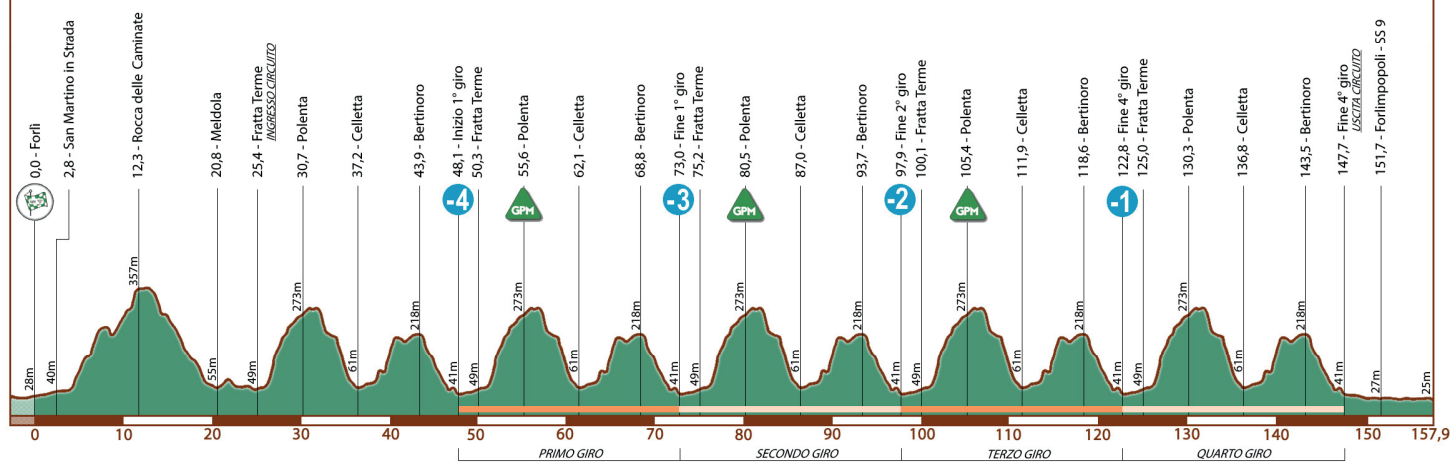 0,0 - Forlì
2,8 - San Martino in Strada
12,3 - Rocca delle Caminate
20,8 - Meldola
25,4 - Fratta Terme
INGRESSO CIRCUITO
30,7 - Polenta
37,2 - Celletta
43,9 - Bertinoro
48,1 - Inizio 1° giro
50,3 - Fratta Terme
55,6 - Polenta
62,1 - Celletta
68,8 - Bertinoro
73,0 - Fine 1° giro
75,2 - Fratta Terme
80,5 - Polenta
87,0 - Celletta
93,7 - Bertinoro
97,9 - Fine 2° giro
100,1 - Fratta Terme
105,4 - Polenta
111,9 - Celletta
118,6 - Bertinoro
122,8 - Fine 4° giro
125,0 - Fratta Terme
130,3 - Polenta
136,8 - Celletta
143,5 - Bertinoro
147,7 - Fine 4° giro
USCITA CIRCUITO
151,7 - Forlimpopoli - SS 9
-4 GPM -3 GPM -2 GPM -1
28m 40m 357m 55m 49m 273m 61m 218m 41m 49m 273m 61m 218m 41m 49m 273m 61m 218m 41m 49m 273m 61m 218m 41m 49m 273m 61m 218m 41m 27m 25m
0 10 20 30 40 50 60 70 80 90 100 110 120 130 140 150 157,9
PRIMO GIRO SECONDO GIRO TERZO GIRO QUARTO GIRO